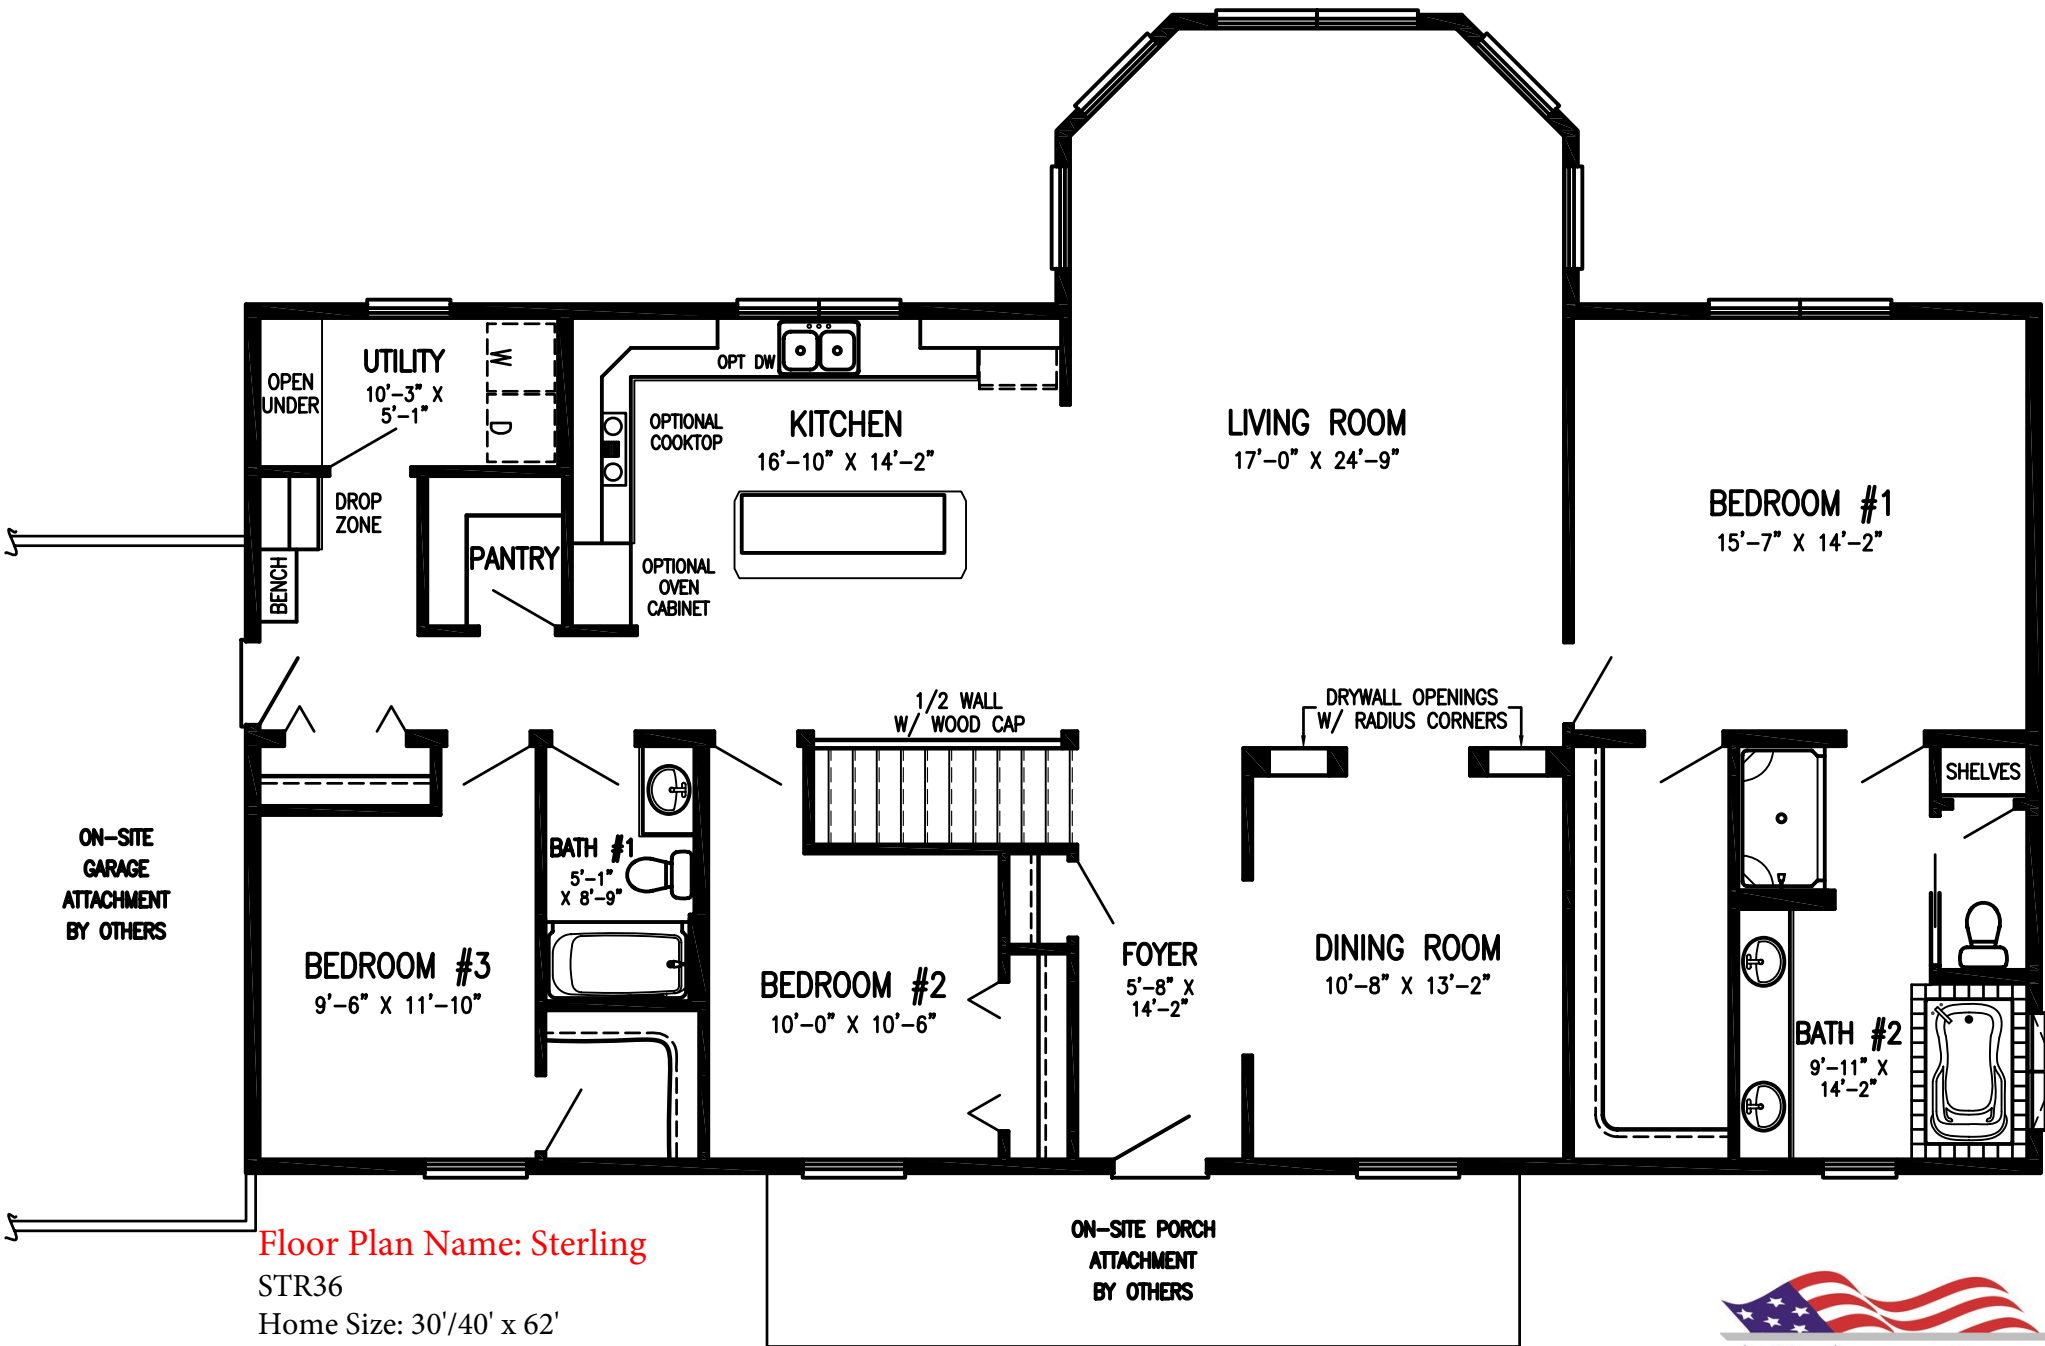 OPEN
UNDER
UTILITY
10'-3" X
5'-1"
W
D
OPT DW
OPTIONAL
COOKTOP
KITCHEN
16'-10" X 14'-2"
LIVING ROOM
17'-0" X 24'-9"
BEDROOM #1
15'-7" X 14'-2"
DROP
ZONE
BENCH
PANTRY
OPTIONAL
OVEN
CABINET
1/2 WALL
W/ WOOD CAP
DRYWALL OPENINGS
W/ RADIUS CORNERS
SHELVES
ON-SITE
GARAGE
ATTACHMENT
BY OTHERS
BATH #1
5'-1"
X 8'-9"
BEDROOM #3
9'-6" X 11'-10"
BEDROOM #2
10'-0" X 10'-6"
FOYER
5'-8" X
14'-2"
DINING ROOM
10'-8" X 13'-2"
BATH #2
9'-11" X
14'-2"
ON-SITE PORCH
ATTACHMENT
BY OTHERS
Floor Plan Name: Sterling
STR36
Home Size: 30'/40' x 62'